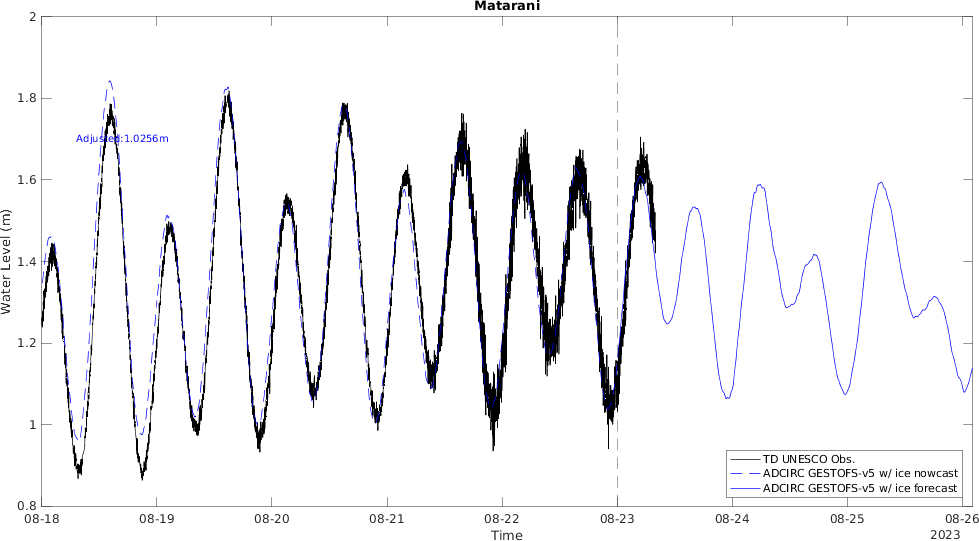 Matarani
2
1.8
1.6
1.4
1.2
1
0.8
Water Level (m)
Adjusted:1.0256m
TD UNESCO Obs.
ADCIRC GESTOFS-v5 w/ ice nowcast
ADCIRC GESTOFS-v5 w/ ice forecast
08-18 08-19 08-20 08-21 08-22 08-23 08-24 08-25 08-26
Time
2023